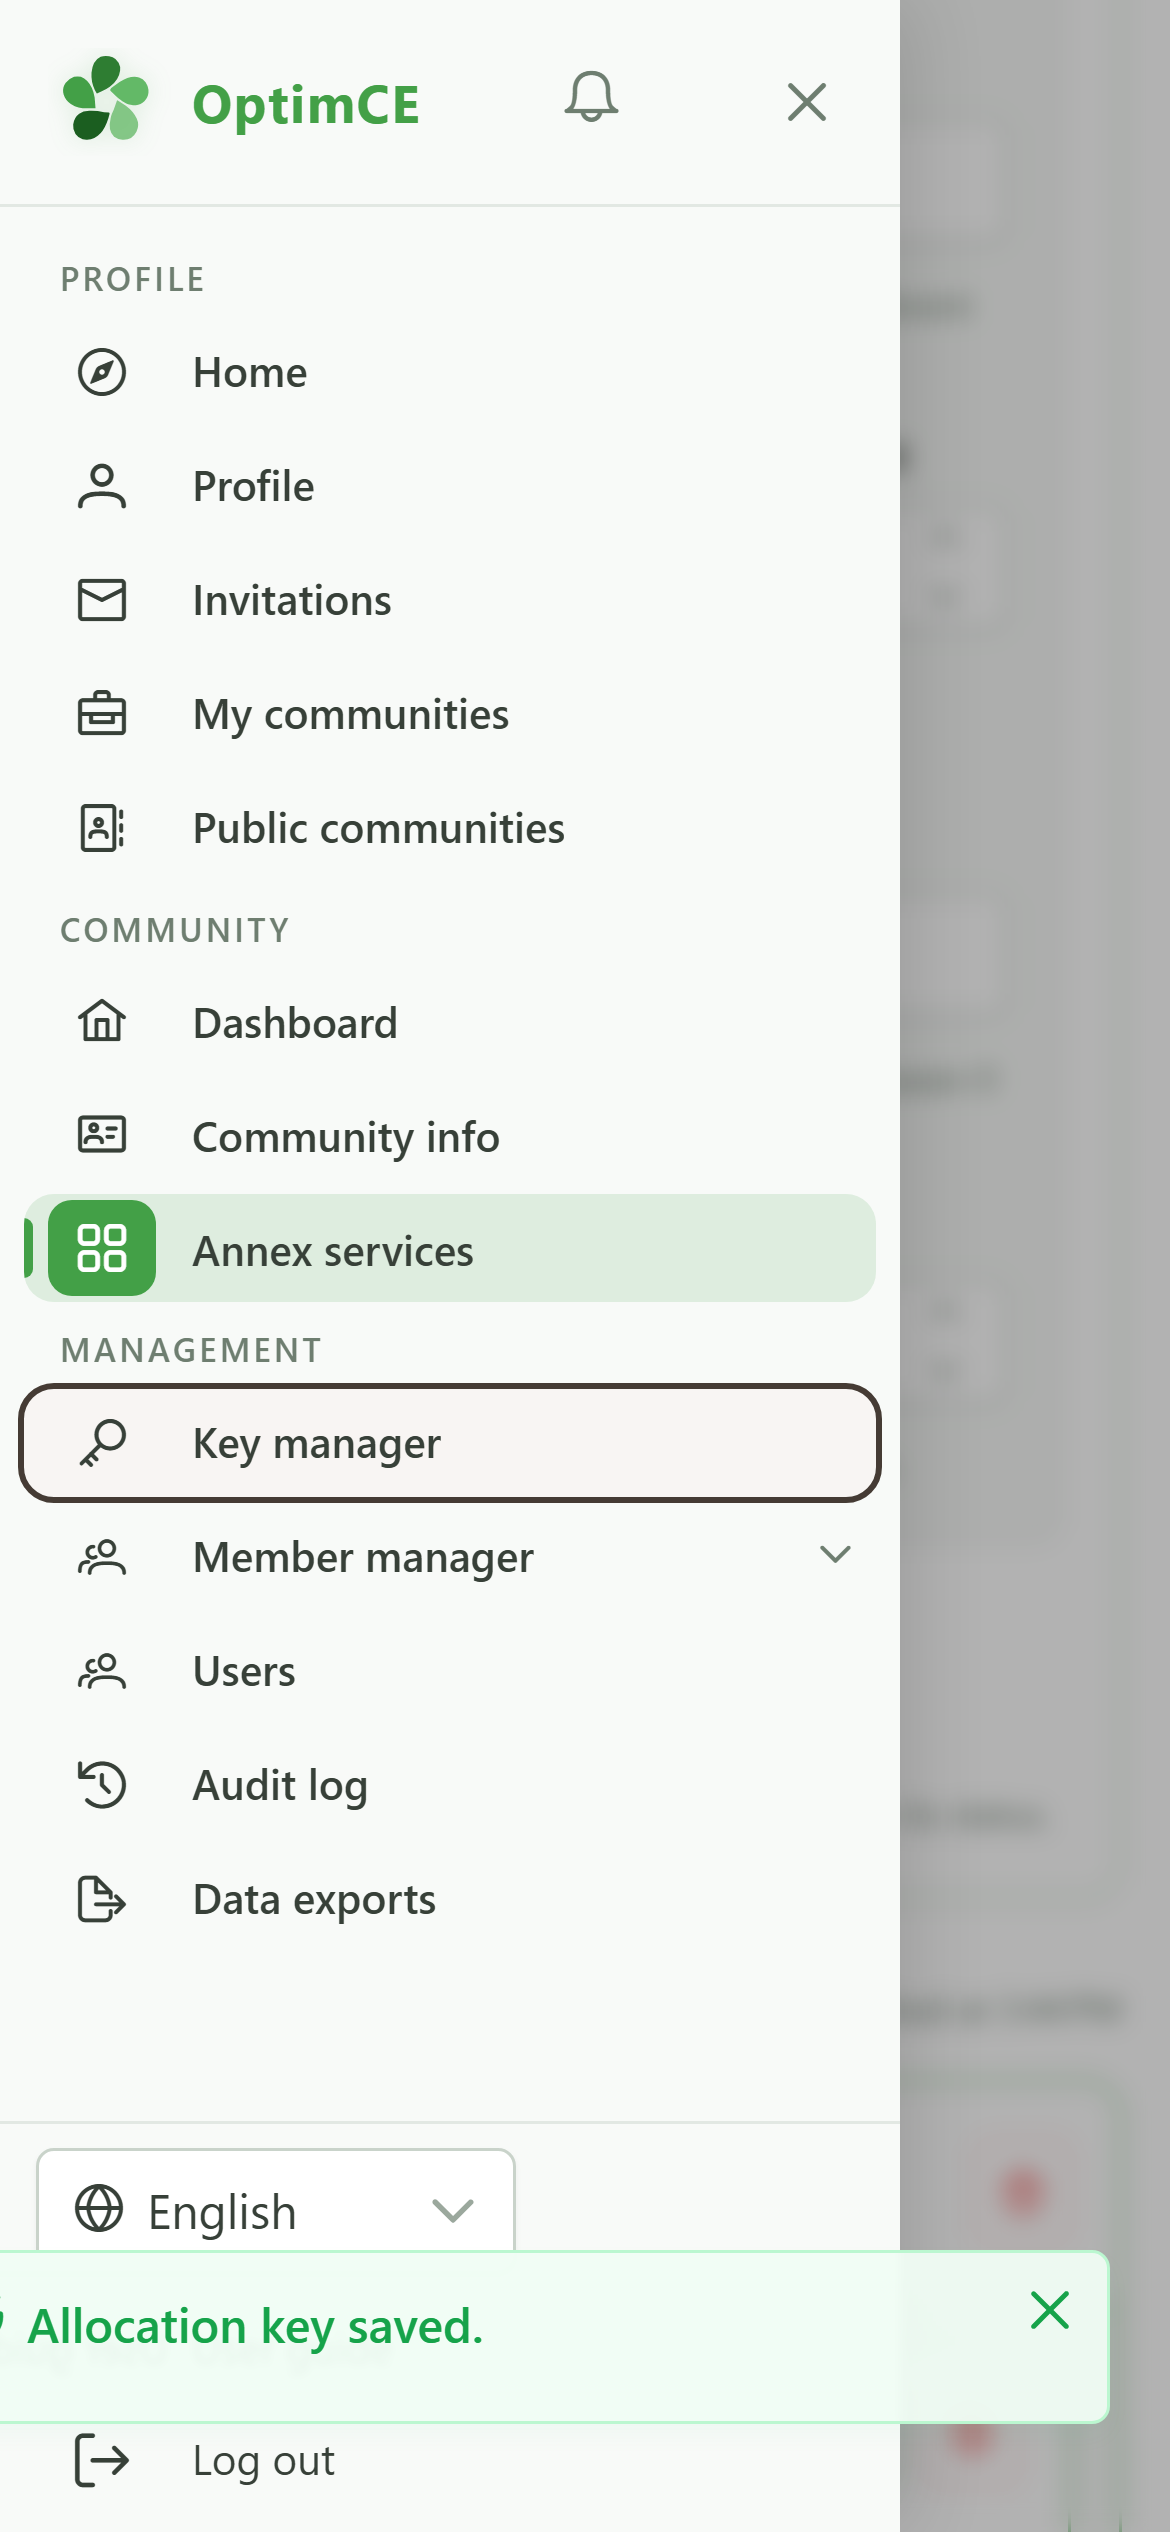 OptimCE
PROFILE
Home
Profile
Invitations
My communities
Public communities
COMMUNITY
Dashboard
Community info
Annex services
MANAGEMENT
Key manager
Member manager
Users
Audit log
Data exports
English
Allocation key saved.
Log out